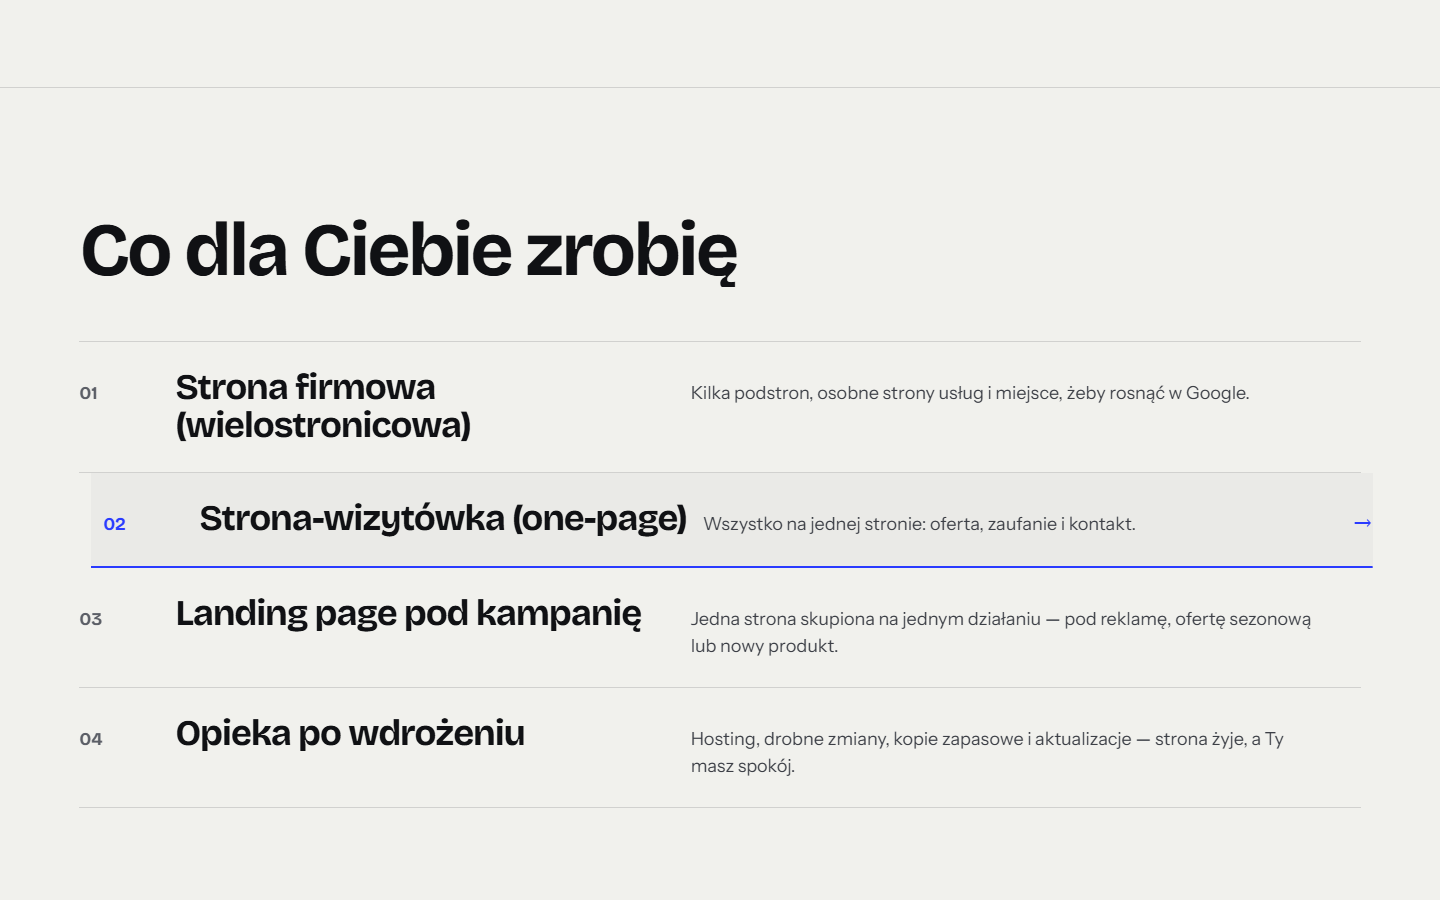 Co dla Ciebie zrobię
01
Strona firmowa
(wielostronicowa)
Kilka podstron, osobne strony usług i miejsce, żeby rosnąć w Google.
02
Strona-wizytówka (one-page)
Wszystko na jednej stronie: oferta, zaufanie i kontakt.
→
03
Landing page pod kampanię
Jedna strona skupiona na jednym działaniu — pod reklamę, ofertę sezonową
lub nowy produkt.
04
Opieka po wdrożeniu
Hosting, drobne zmiany, kopie zapasowe i aktualizacje — strona żyje, a Ty
masz spokój.